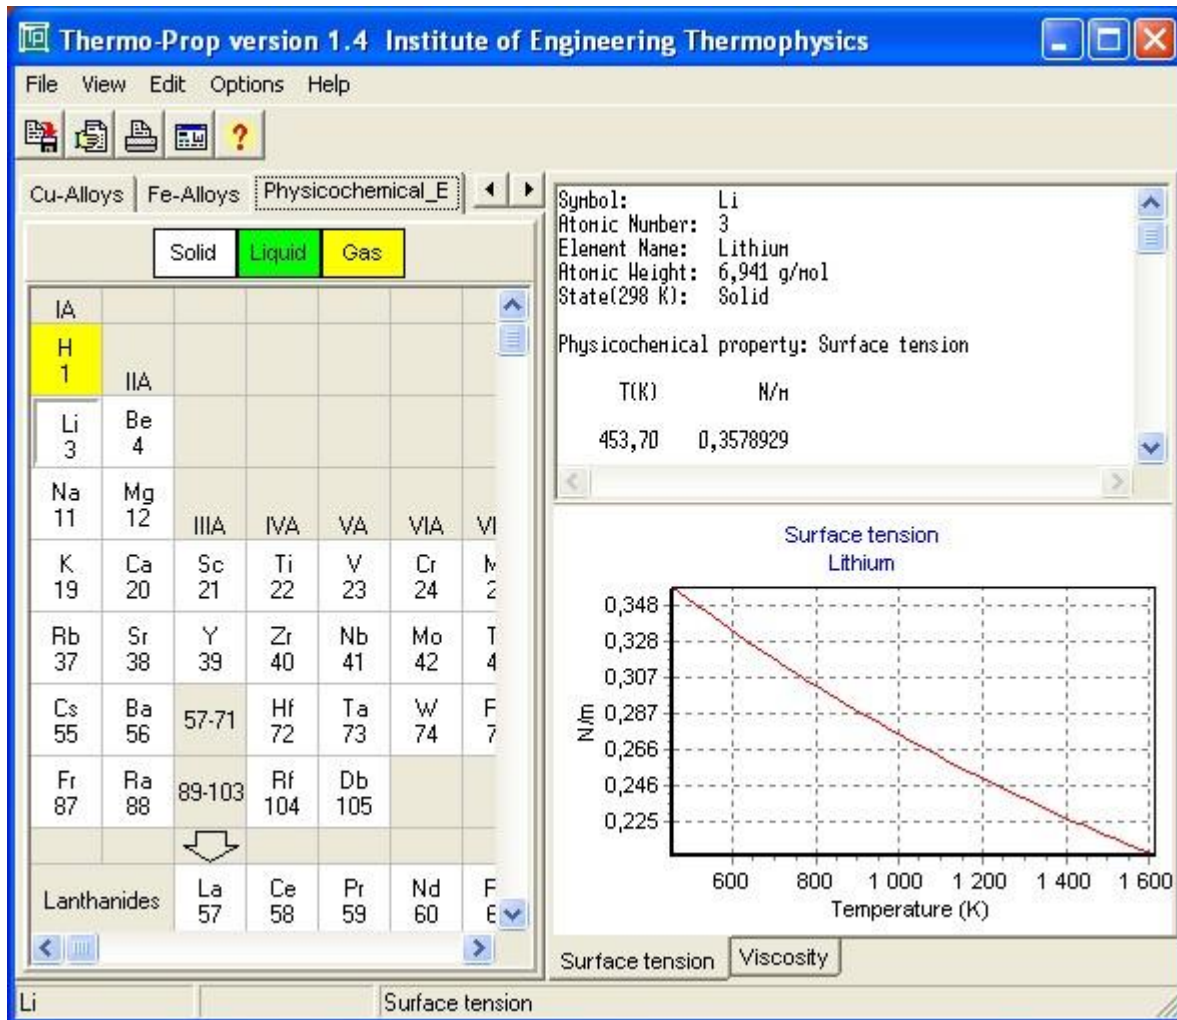 Thermo-Prop version 1.4 Institute of Engineering Thermophysics
File View Edit Options Help
Cu-Alloys Fe-Alloys Physicochemical_E
Solid Liquid Gas
IA
H
1
IIA
Li Be
3 4
Na Mg
11 12
IIIA IVA VA VIA
K Ca Sc Ti V Cr
19 20 21 22 23 24
Rb Sr Y Zr Nb Mo
37 38 39 40 41 42
Cs Ba 57-71 Hf Ta W
55 56 72 73 74
Fr Ra 89-103 Rf Db
87 88 104 105
Lanthanides La Ce Pr Nd
57 58 59 60
Symbol: Li
Atomic Number: 3
Element Name: Lithium
Atomic Weight: 6,941 g/mol
State(298 K): Solid
Physicochemical property: Surface tension
T(K) N/m
453,70 0,3578929
Surface tension
Lithium
N/m
0,348
0,328
0,307
0,287
0,266
0,246
0,225
600 800 1 000 1 200 1 400 1 600
Temperature (K)
Surface tension Viscosity
Li Surface tension